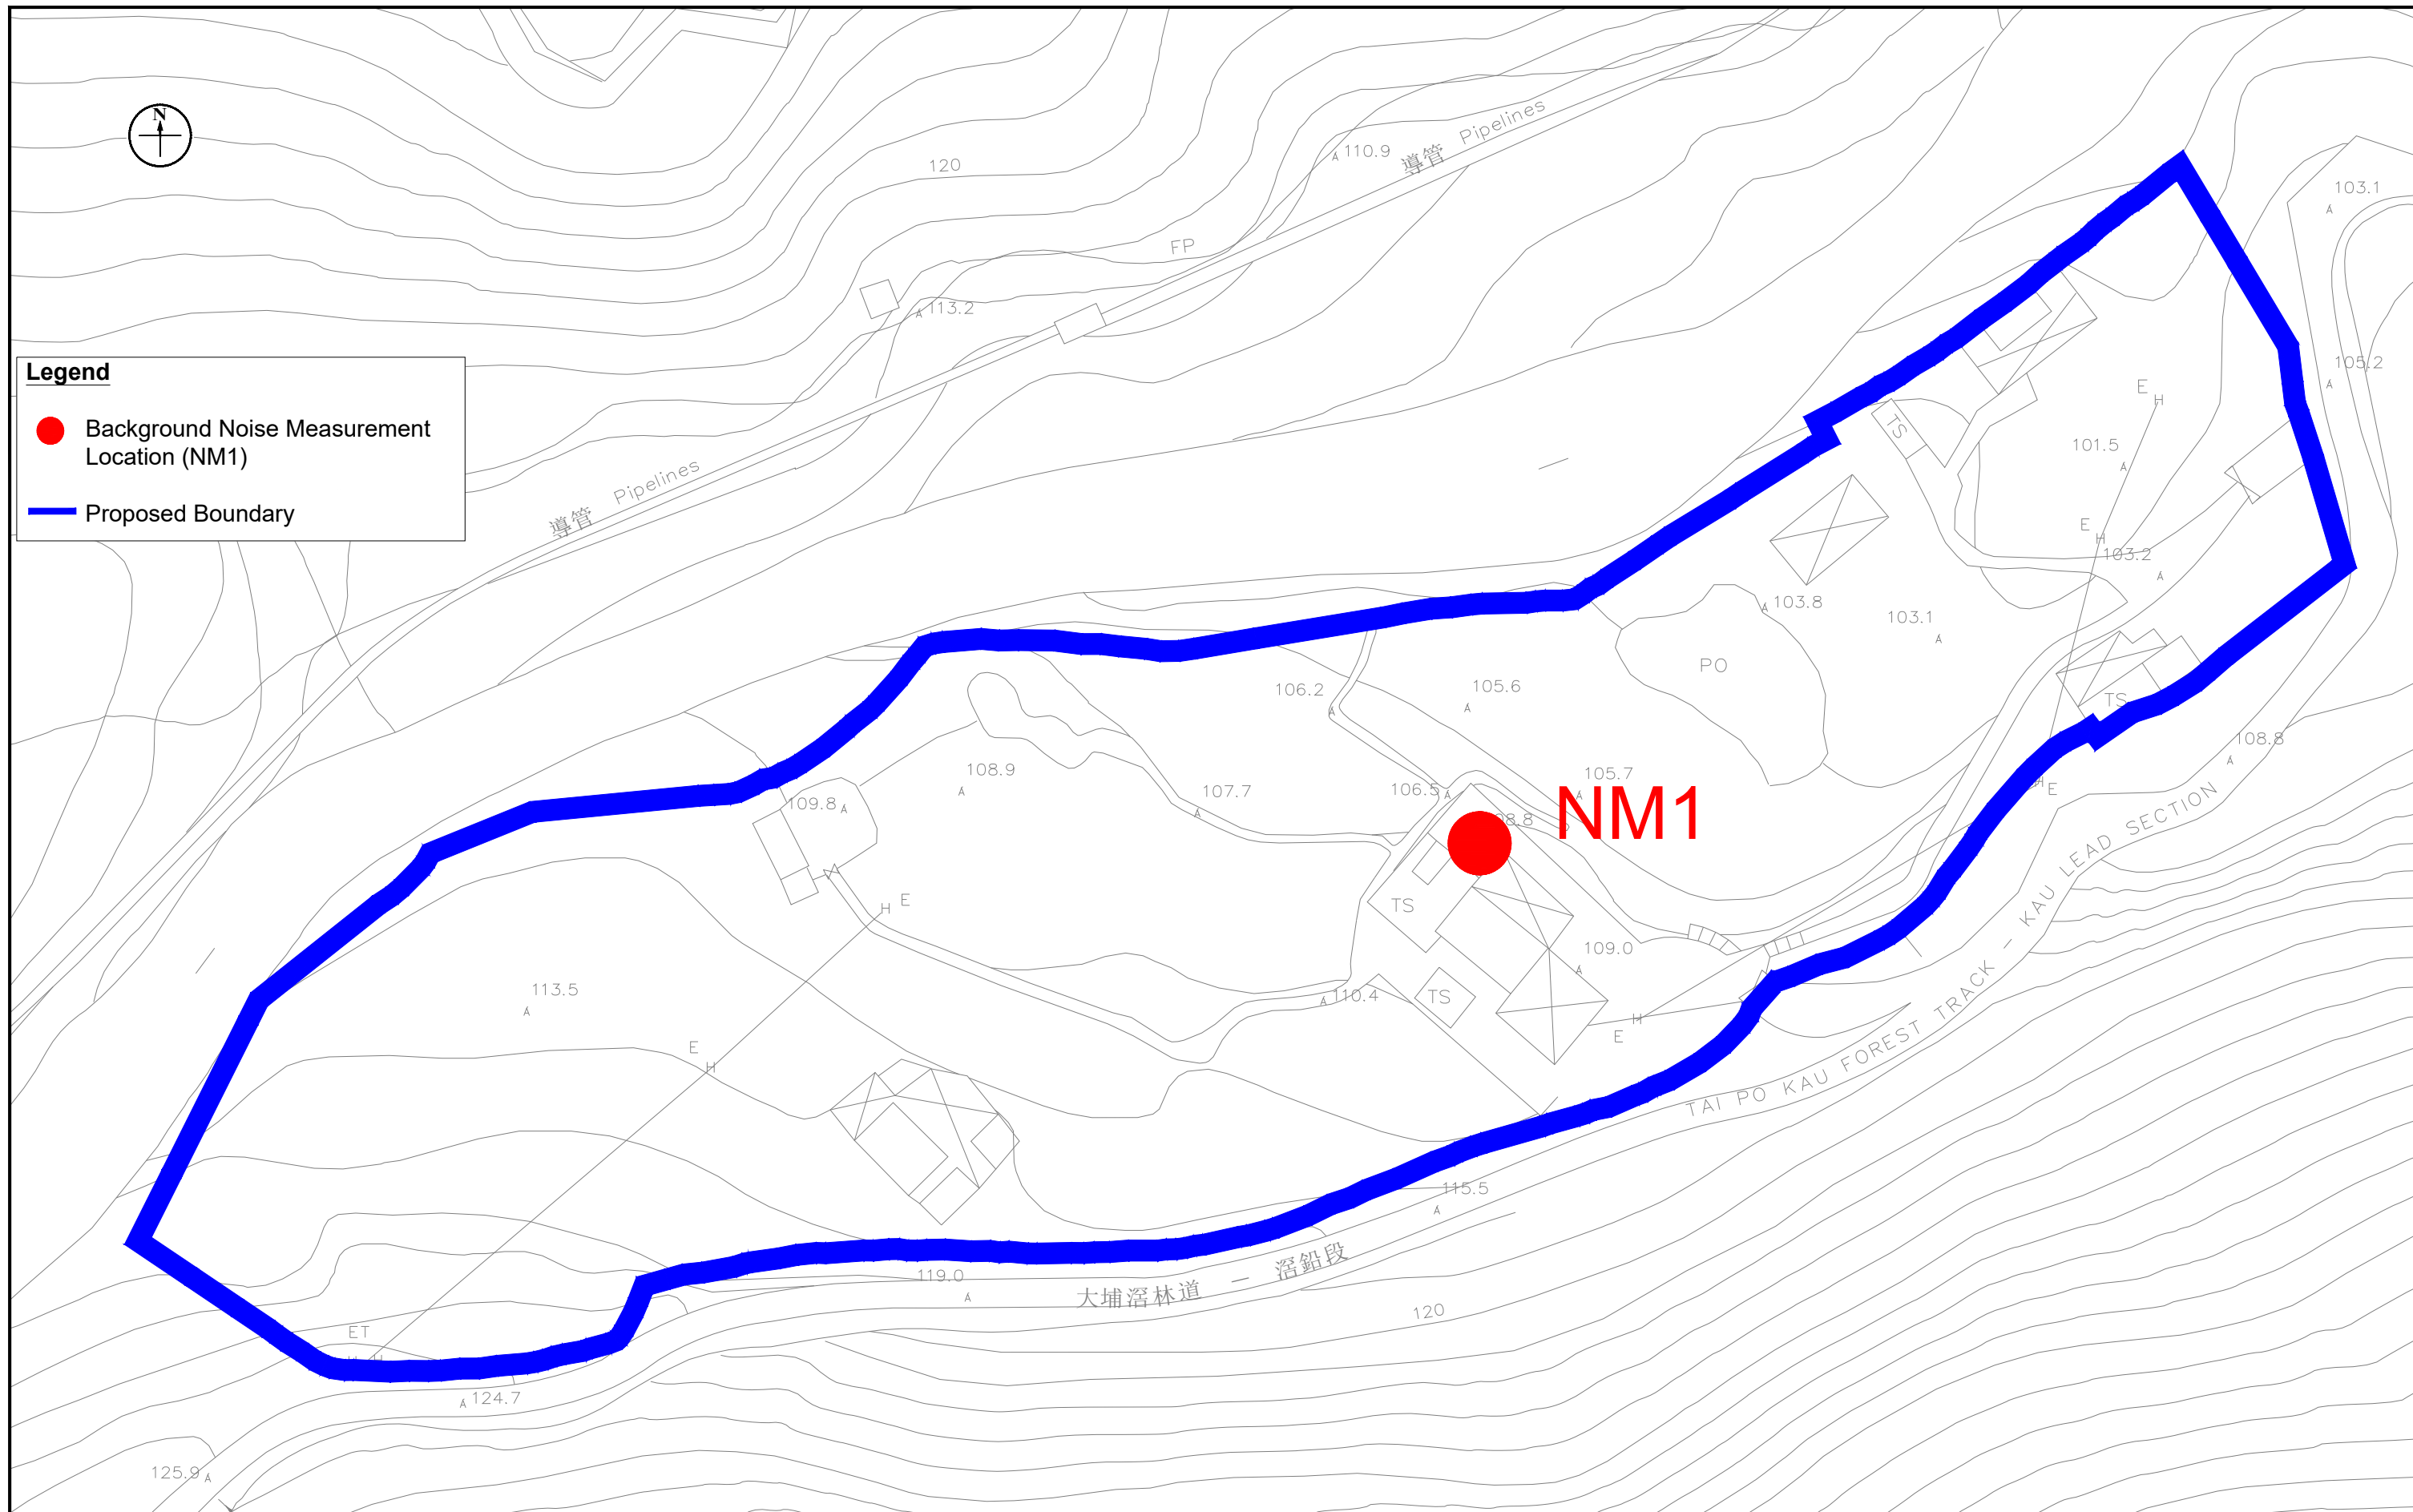 N
120
110.9
導管 Pipelines
103.1
FP
113.2
Legend
Background Noise Measurement
Location (NM1)
Proposed Boundary
105.2
E
H
TS
101.5
導管 Pipelines
E
H
103.2
103.8
103.1
PO
106.2
105.6
TS
108.8
108.9
105.7
109.8
107.7
106.5
H
E
NM1
TAI PO KAU FOREST TRACK - KAU LEAD SECTION
H
E
TS
109.0
113.5
110.4
TS
E
H
E
H
115.5
119.0
大埔滘林道 - 滘鉛段
120
ET
H
124.7
125.9